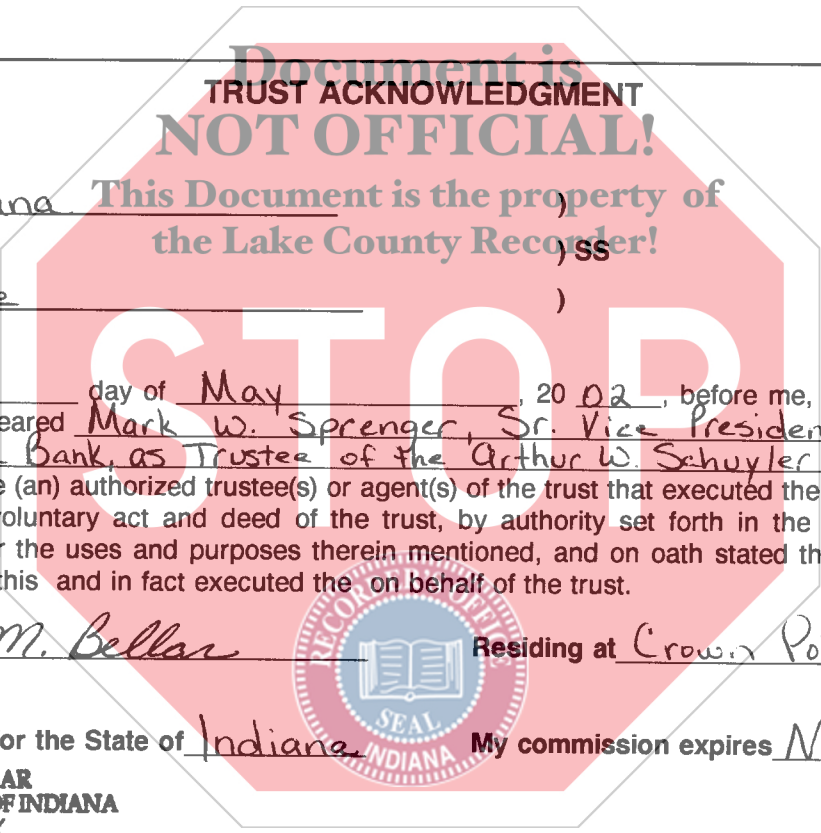 Document is
TRUST ACKNOWLEDGMENT
NOT OFFICIAL!
This Document is the property of
the Lake County Recorder!
ana )
) SS
e )
STOP
day of May, 20 02, before me,
eared Mark W. Sprenger, Sr. Vice Presiden
Bank, as Trustee of the Arthur W. Schuyler
e (an) authorized trustee(s) or agent(s) of the trust that executed the
oluntary act and deed of the trust, by authority set forth in the
r the uses and purposes therein mentioned, and on oath stated th
this and in fact executed the on behalf of the trust.
RECORDER'S OFFICE
M. Bellar Residing at Crown Po
SEAL
INDIANA
or the State of Indiana My commission expires N
AR
OF INDIANA